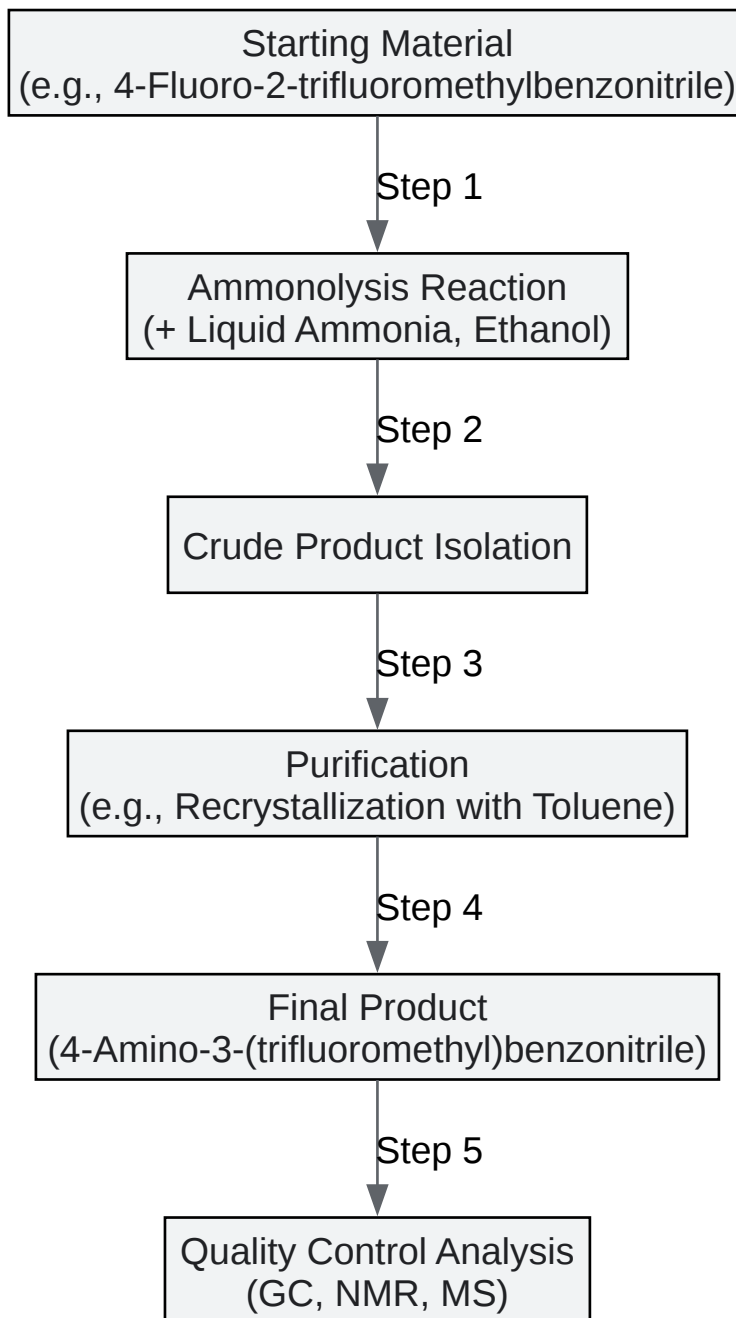 Starting Material
(e.g., 4-Fluoro-2-trifluoromethylbenzonitrile)
Step 1
Ammonolysis Reaction
(+ Liquid Ammonia, Ethanol)
Step 2
Crude Product Isolation
Step 3
Purification
(e.g., Recrystallization with Toluene)
Step 4
Final Product
(4-Amino-3-(trifluoromethyl)benzonitrile)
Step 5
Quality Control Analysis
(GC, NMR, MS)